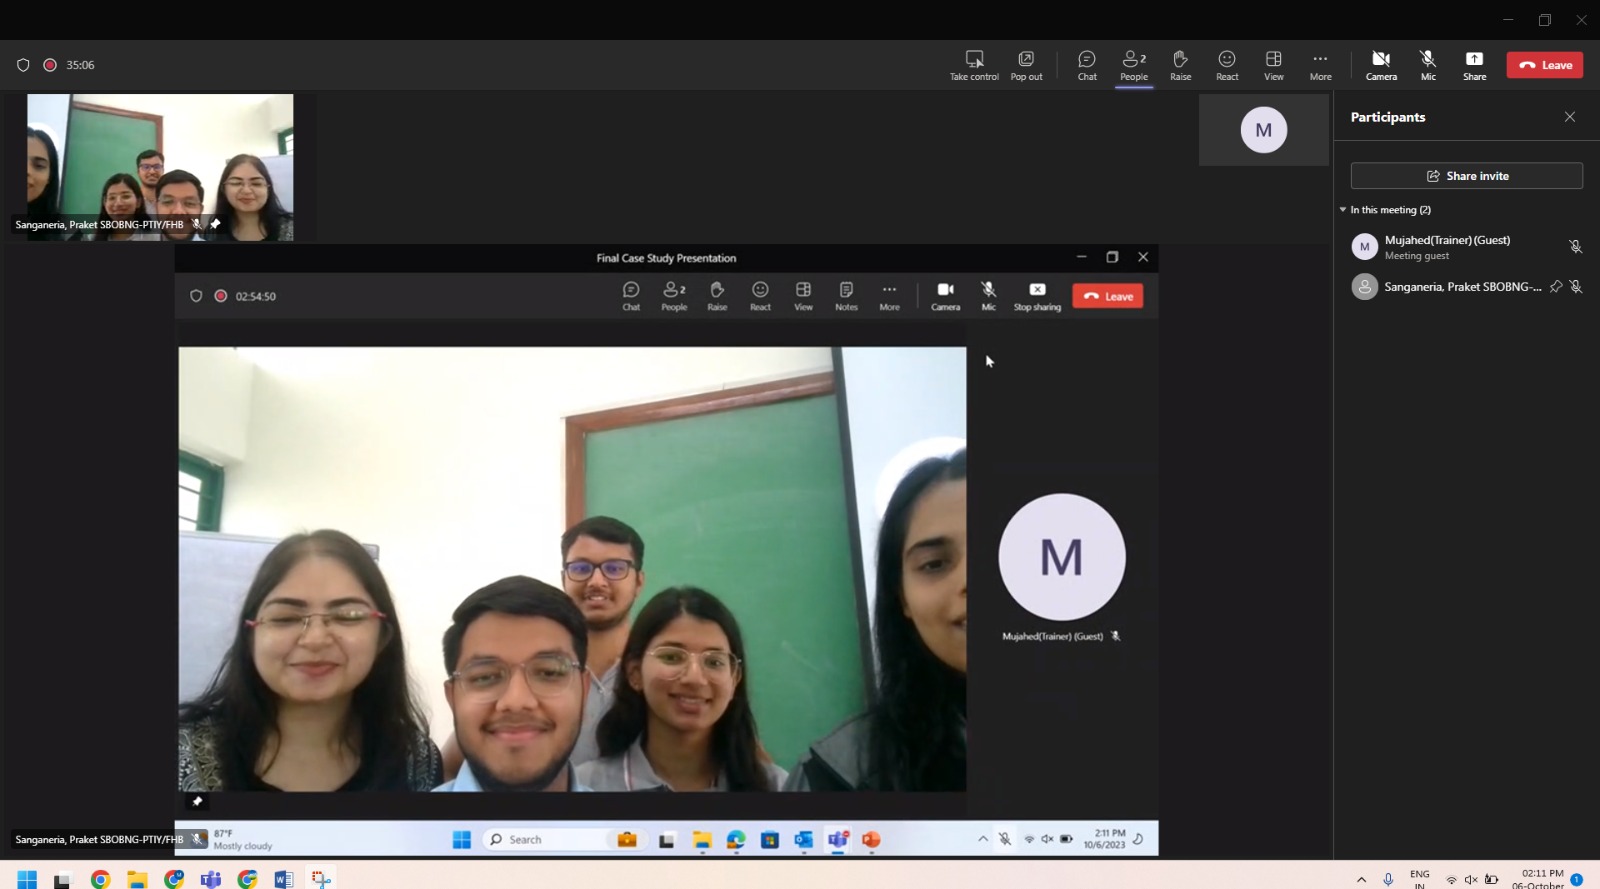 35:06
Take control
Pop out
Chat
People
2
Raise
React
View
More
Camera
Mic
Share
Leave
Sanganeria, Praket SBOBNG-PTIY/FHB
M
Participants
Share invite
In this meeting (2)
M
Mujahed(Trainer) (Guest)
Meeting guest
Sanganeria, Praket SBOBNG-...
Final Case Study Presentation
02:54:50
Chat
People
2
Raise
React
View
Notes
More
Camera
Mic
Stop sharing
Leave
M
Mujahed(Trainer) (Guest)
Sanganeria, Praket SBOBNG-PTIY/FHB
87°F
Mostly cloudy
Search
2:11 PM
10/6/2023
ENG
IN
02:11 PM
06-October
1